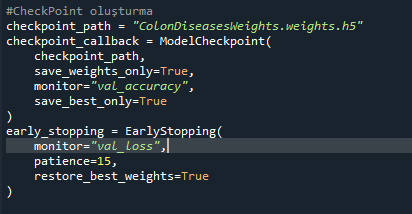 #CheckPoint oluşturma
checkpoint_path = "ColonDiseasesWeights.weights.h5"
checkpoint_callback = ModelCheckpoint(
    checkpoint_path,
    save_weights_only=True,
    monitor="val_accuracy",
    save_best_only=True
)
early_stopping = EarlyStopping(
    monitor="val_loss",
    patience=15,
    restore_best_weights=True
)